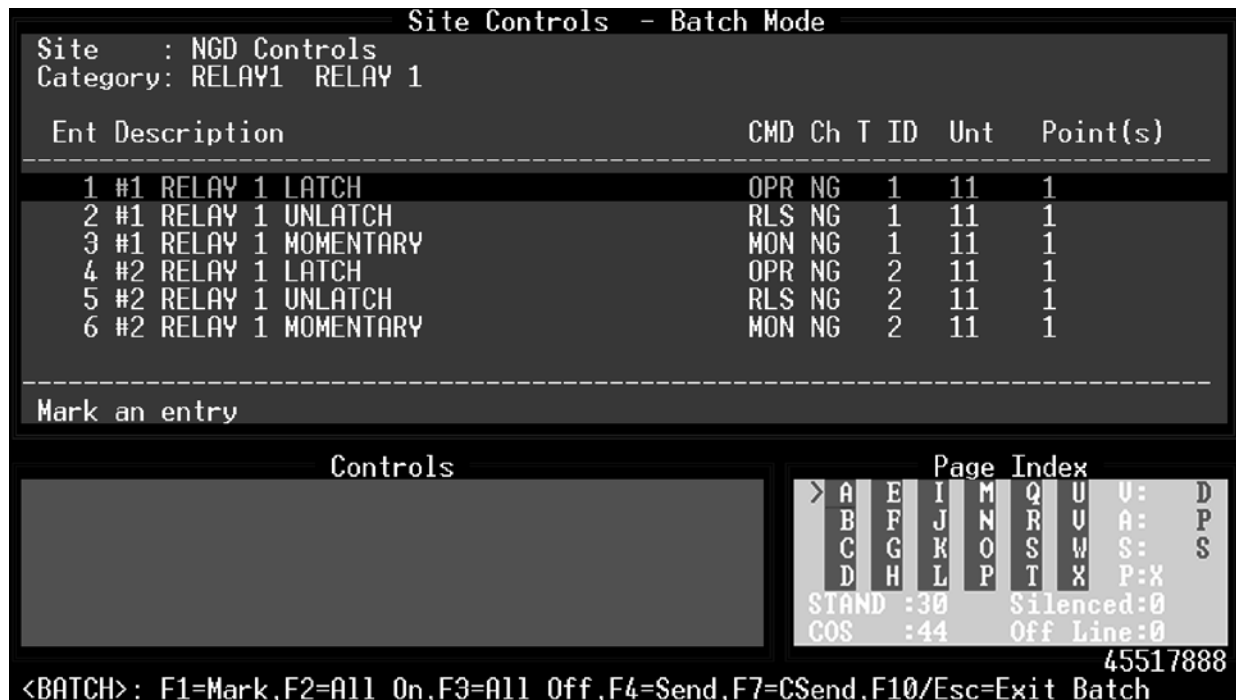 Site Controls - Batch Mode
Site : NGD Controls
Category: RELAY1 RELAY 1
Ent Description CMD Ch T ID Unt Point(s)
1 #1 RELAY 1 LATCH OPR NG 1 11 1
2 #1 RELAY 1 UNLATCH RLS NG 1 11 1
3 #1 RELAY 1 MOMENTARY MON NG 1 11 1
4 #2 RELAY 1 LATCH OPR NG 2 11 1
5 #2 RELAY 1 UNLATCH RLS NG 2 11 1
6 #2 RELAY 1 MOMENTARY MON NG 2 11 1
Mark an entry
Controls
Page Index
> A E I M Q U V: D
B F J N R V A: P
C G K O S W S: S
D H L P T X P:X
STAND :30 Silenced:0
COS :44 Off Line:0
45517888
<BATCH>: F1=Mark,F2=All On,F3=All Off,F4=Send,F7=CSend,F10/Esc=Exit Batch